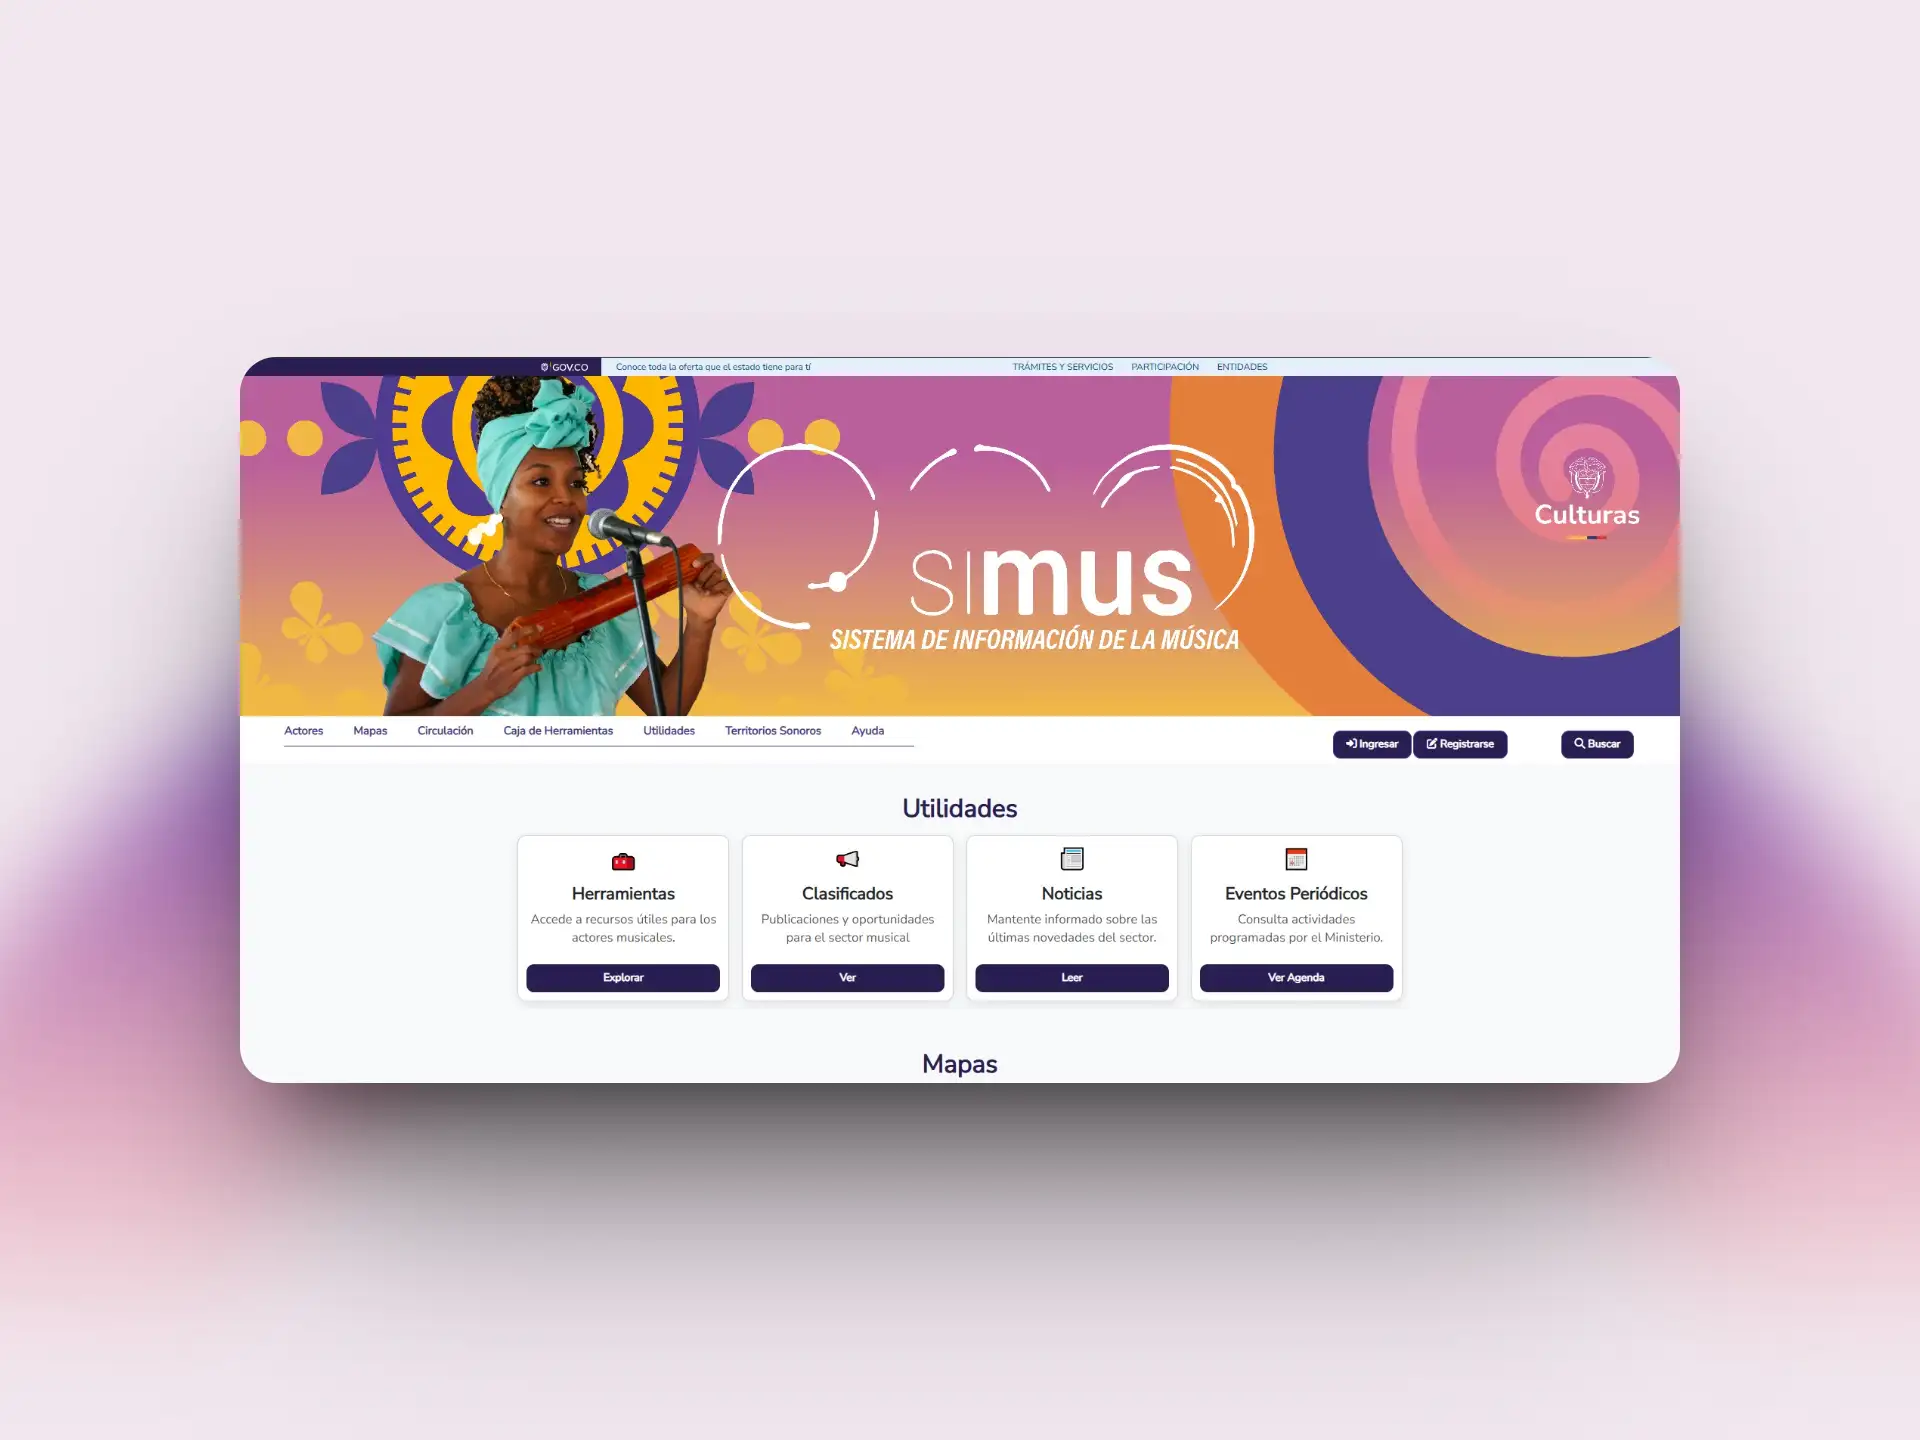 GOV.CO
Conoce toda la oferta que el estado tiene para tí
TRÁMITES Y SERVICIOS
PARTICIPACIÓN
ENTIDADES
sImus
SISTEMA DE INFORMACIÓN DE LA MÚSICA
Culturas
Actores
Mapas
Circulación
Caja de Herramientas
Utilidades
Territorios Sonoros
Ayuda
Ingresar
Registrarse
Buscar
Utilidades
Herramientas
Accede a recursos útiles para los
actores musicales.
Explorar
Clasificados
Publicaciones y oportunidades
para el sector musical
Ver
Noticias
Mantente informado sobre las
últimas novedades del sector.
Leer
Eventos Periódicos
Consulta actividades
programadas por el Ministerio.
Ver Agenda
Mapas